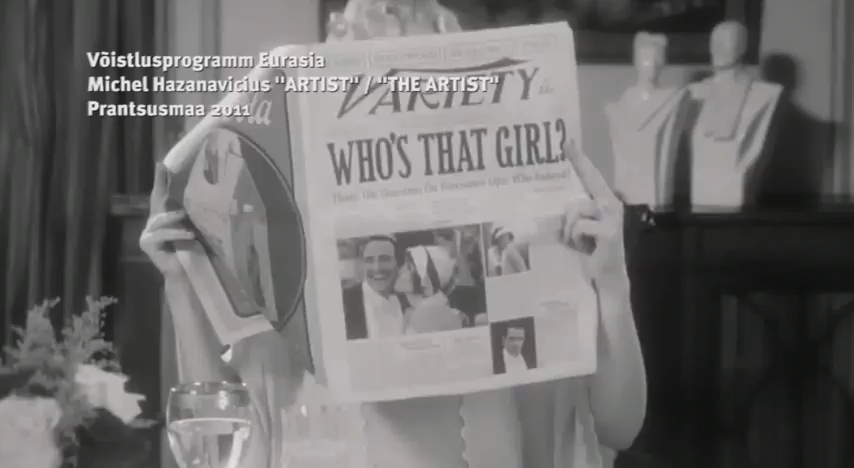 Võistlusprogramm Eurasia
Michel Hazanavicius "ARTIST" / "THE ARTIST"
Prantsusmaa 2011
VARIETY
WHO'S THAT GIRL?